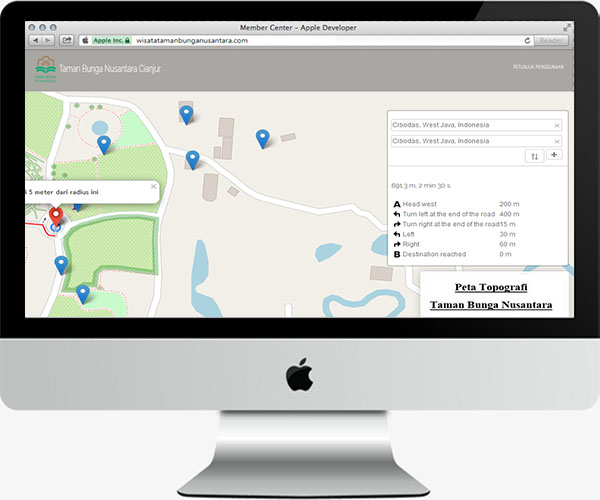 Member Center – Apple Developer
Apple Inc.
wisatatamanbunganusantara.com
Reader
Taman Bunga Nusantara Cianjur
PETUNJUK PENGGUNAAN
Cibodas, West Java, Indonesia
Cibodas, West Java, Indonesia
691.3 m, 2 min 30 s
A Head west 200 m
Turn left at the end of the road 400 m
Turn right at the end of the road 15 m
Left 30 m
Right 60 m
B Destination reached 0 m
i 5 meter dari radius ini
Peta Topografi
Taman Bunga Nusantara